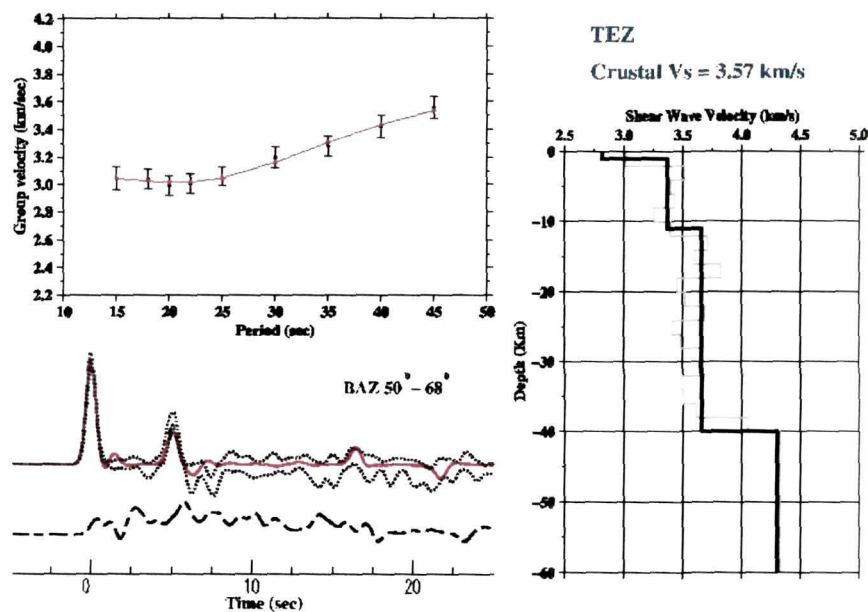 4.2
4.0
3.8
3.6
3.4
3.2
3.0
2.8
2.6
2.4
2.2
Group velocity (km/sec)
10 15 20 25 30 35 40 45 50
Period (sec)
BAZ 50° – 68°
0 10 20
Time (sec)
TEZ
Crustal Vs = 3.57 km/s
Shear Wave Velocity (km/s)
2.5 3.0 3.5 4.0 4.5 5.0
0
−10
−20
−30
−40
−50
−60
Depth (Km)